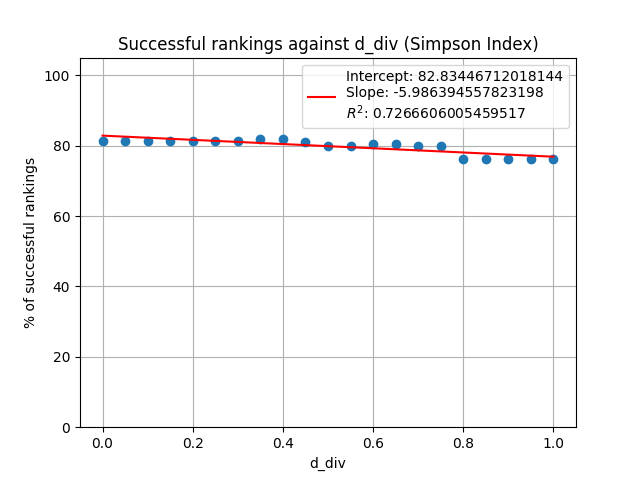 Successful rankings against d_div (Simpson Index)
Intercept: 82.83446712018144
Slope: -5.986394557823198
R²: 0.7266606005459517
% of successful rankings
100
80
60
40
20
0
0.0 0.2 0.4 0.6 0.8 1.0
d_div